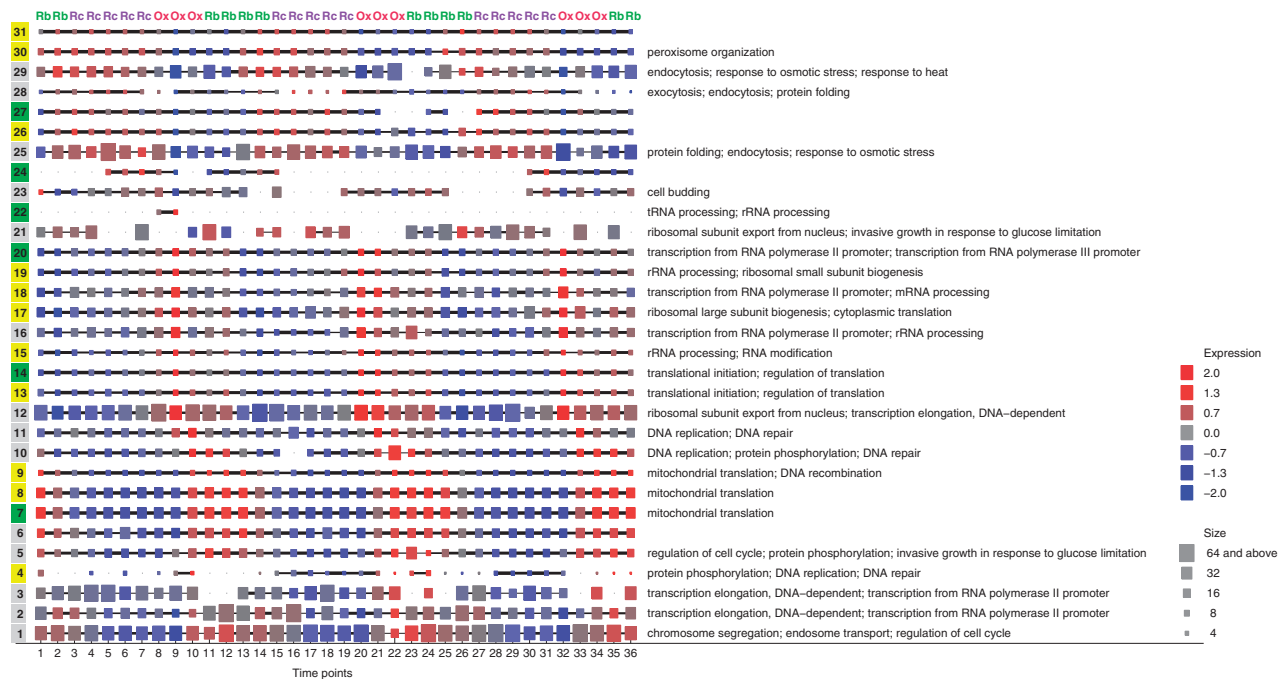 Rb Rb Rc Rc Rc Rc Rc Ox Ox Ox Rb Rb Rb Rb Rc Rc Rc Rc Rc Ox Ox Ox Rb Rb Rb Rb Rc Rc Rc Rc Rc Ox Ox Ox Rb Rb
31
30 peroxisome organization
29 endocytosis; response to osmotic stress; response to heat
28 exocytosis; endocytosis; protein folding
27
26
25 protein folding; endocytosis; response to osmotic stress
24
23 cell budding
22 tRNA processing; rRNA processing
21 ribosomal subunit export from nucleus; invasive growth in response to glucose limitation
20 transcription from RNA polymerase II promoter; transcription from RNA polymerase III promoter
19 rRNA processing; ribosomal small subunit biogenesis
18 transcription from RNA polymerase II promoter; mRNA processing
17 ribosomal large subunit biogenesis; cytoplasmic translation
16 transcription from RNA polymerase II promoter; rRNA processing
15 rRNA processing; RNA modification
14 translational initiation; regulation of translation
13 translational initiation; regulation of translation
12 ribosomal subunit export from nucleus; transcription elongation, DNA−dependent
11 DNA replication; DNA repair
10 DNA replication; protein phosphorylation; DNA repair
9 mitochondrial translation; DNA recombination
8 mitochondrial translation
7 mitochondrial translation
6
5 regulation of cell cycle; protein phosphorylation; invasive growth in response to glucose limitation
4 protein phosphorylation; DNA replication; DNA repair
3 transcription elongation, DNA−dependent; transcription from RNA polymerase II promoter
2 transcription elongation, DNA−dependent; transcription from RNA polymerase II promoter
1 chromosome segregation; endosome transport; regulation of cell cycle
1 2 3 4 5 6 7 8 9 10 11 12 13 14 15 16 17 18 19 20 21 22 23 24 25 26 27 28 29 30 31 32 33 34 35 36
Time points
Expression
2.0
1.3
0.7
0.0
−0.7
−1.3
−2.0
Size
64 and above
32
16
8
4